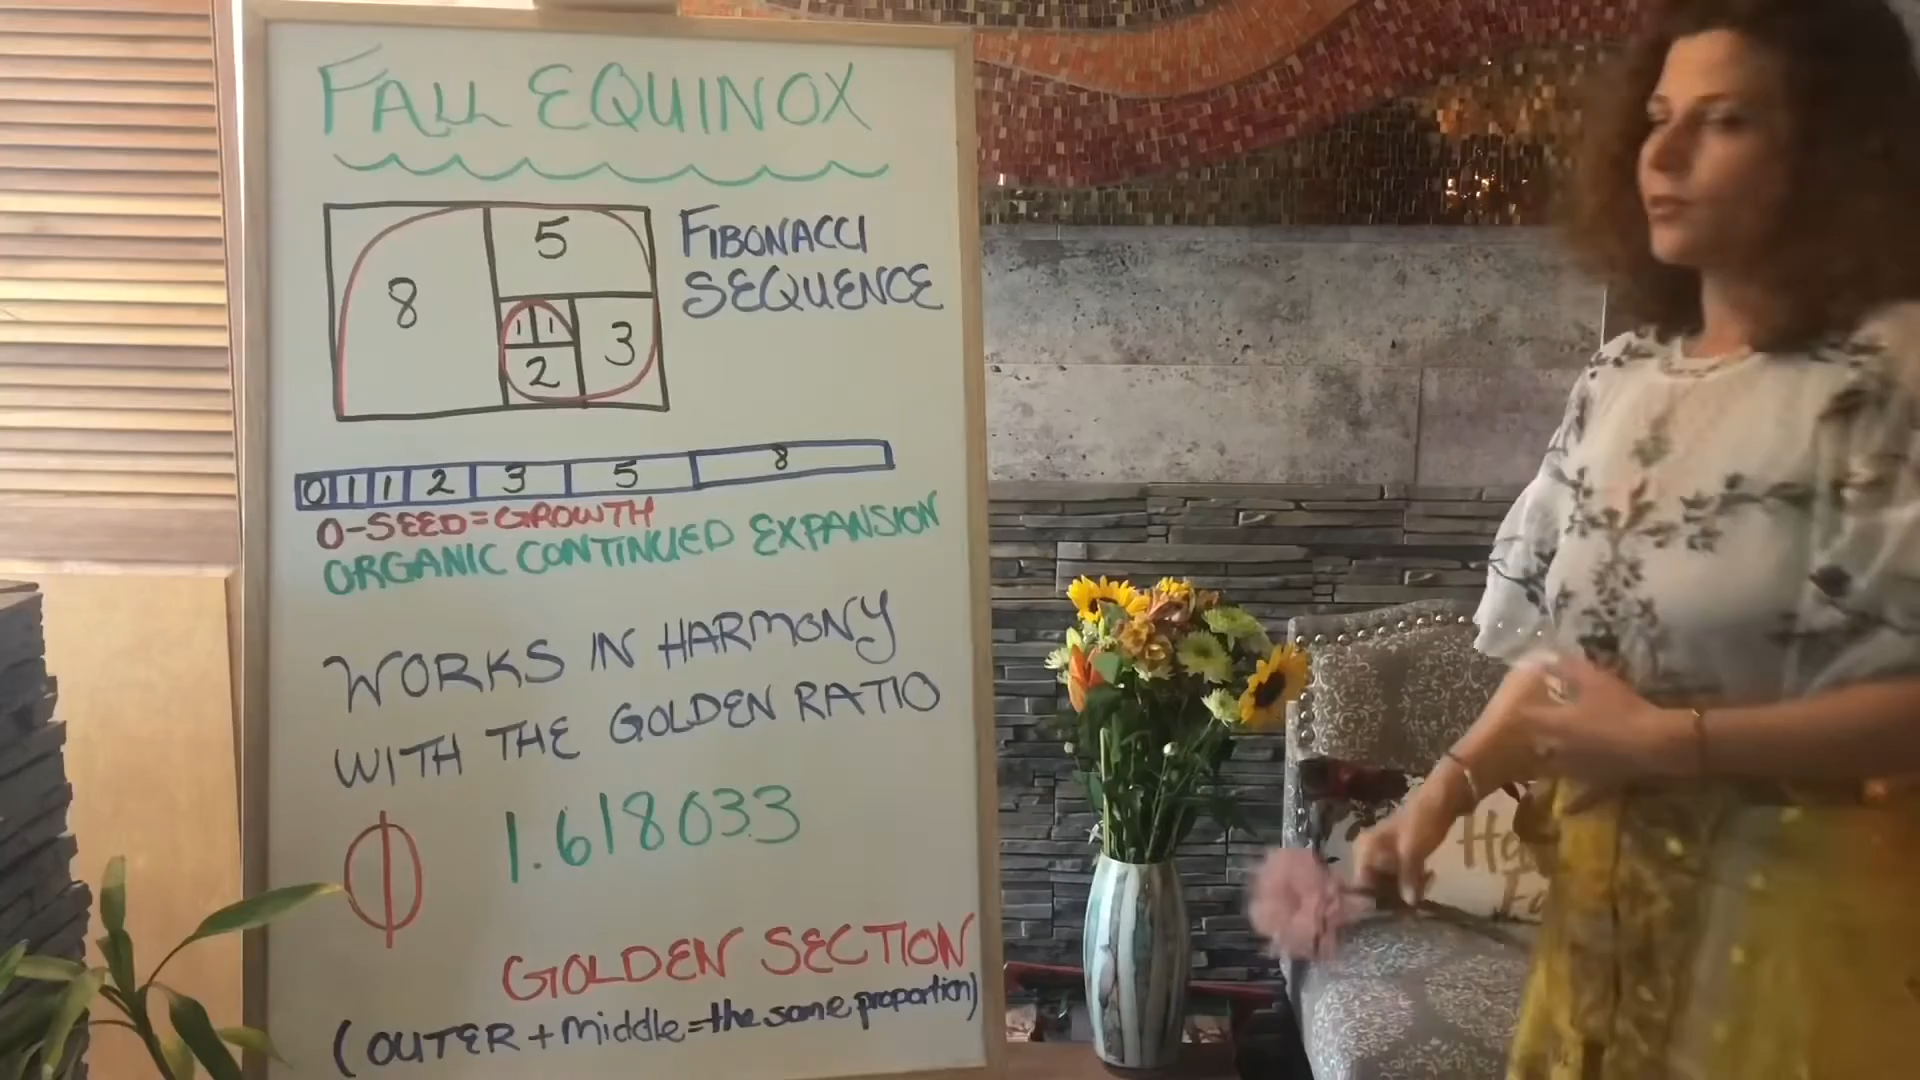 FALL EQUINOX
8 5
1 1
2 3
FIBONACCI
SEQUENCE
0 1 1 2 3 5 8
0-SEED=GROWTH
ORGANIC CONTINUED EXPANSION
WORKS IN HARMONY
WITH THE GOLDEN RATIO
Φ 1.618033
GOLDEN SECTION
(OUTER + middle=the same proportion)